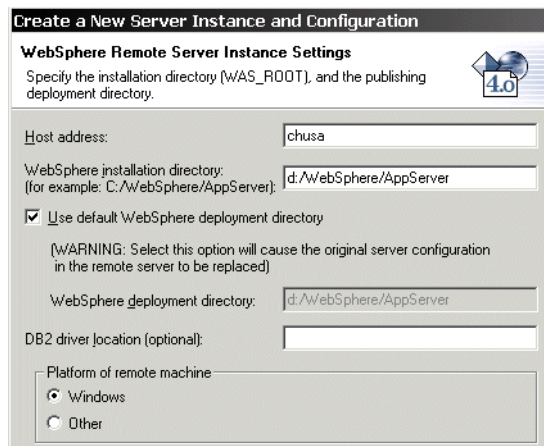 Create a New Server Instance and Configuration
WebSphere Remote Server Instance Settings
Specify the installation directory (WAS_ROOT), and the publishing
deployment directory.
4.0
Host address:
chusa
WebSphere installation directory:
(for example: C:/WebSphere/AppServer):
d:/WebSphere/AppServer
Use default WebSphere deployment directory
(WARNING: Select this option will cause the original server configuration
in the remote server to be replaced)
WebSphere deployment directory:
d:/WebSphere/AppServer
DB2 driver location (optional):
Platform of remote machine
Windows
Other